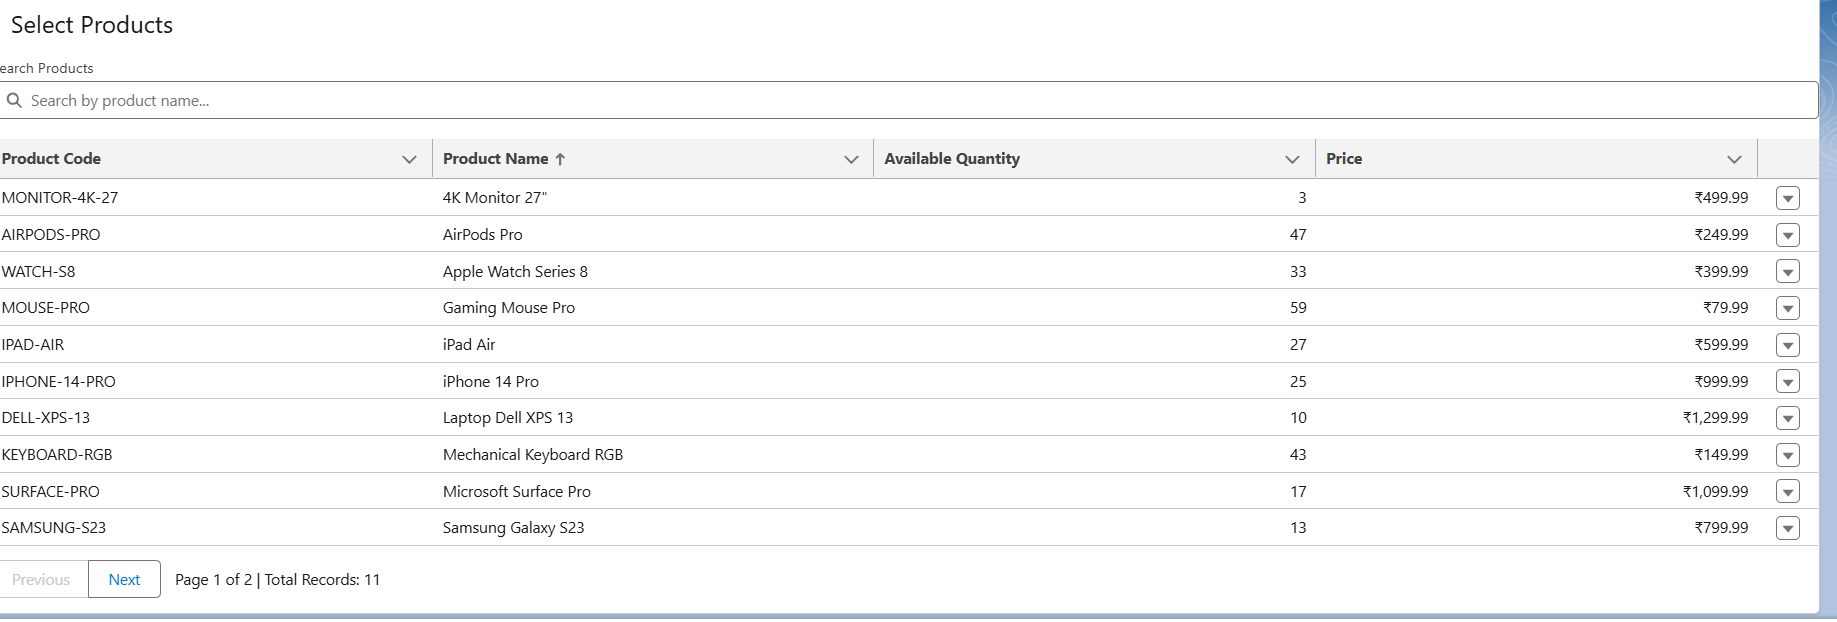 Select Products
earch Products
Search by product name...
Product Code Product Name Available Quantity Price
MONITOR-4K-27 4K Monitor 27" 3 ₹499.99
AIRPODS-PRO AirPods Pro 47 ₹249.99
WATCH-S8 Apple Watch Series 8 33 ₹399.99
MOUSE-PRO Gaming Mouse Pro 59 ₹79.99
IPAD-AIR iPad Air 27 ₹599.99
IPHONE-14-PRO iPhone 14 Pro 25 ₹999.99
DELL-XPS-13 Laptop Dell XPS 13 10 ₹1,299.99
KEYBOARD-RGB Mechanical Keyboard RGB 43 ₹149.99
SURFACE-PRO Microsoft Surface Pro 17 ₹1,099.99
SAMSUNG-S23 Samsung Galaxy S23 13 ₹799.99
Previous Next Page 1 of 2 | Total Records: 11